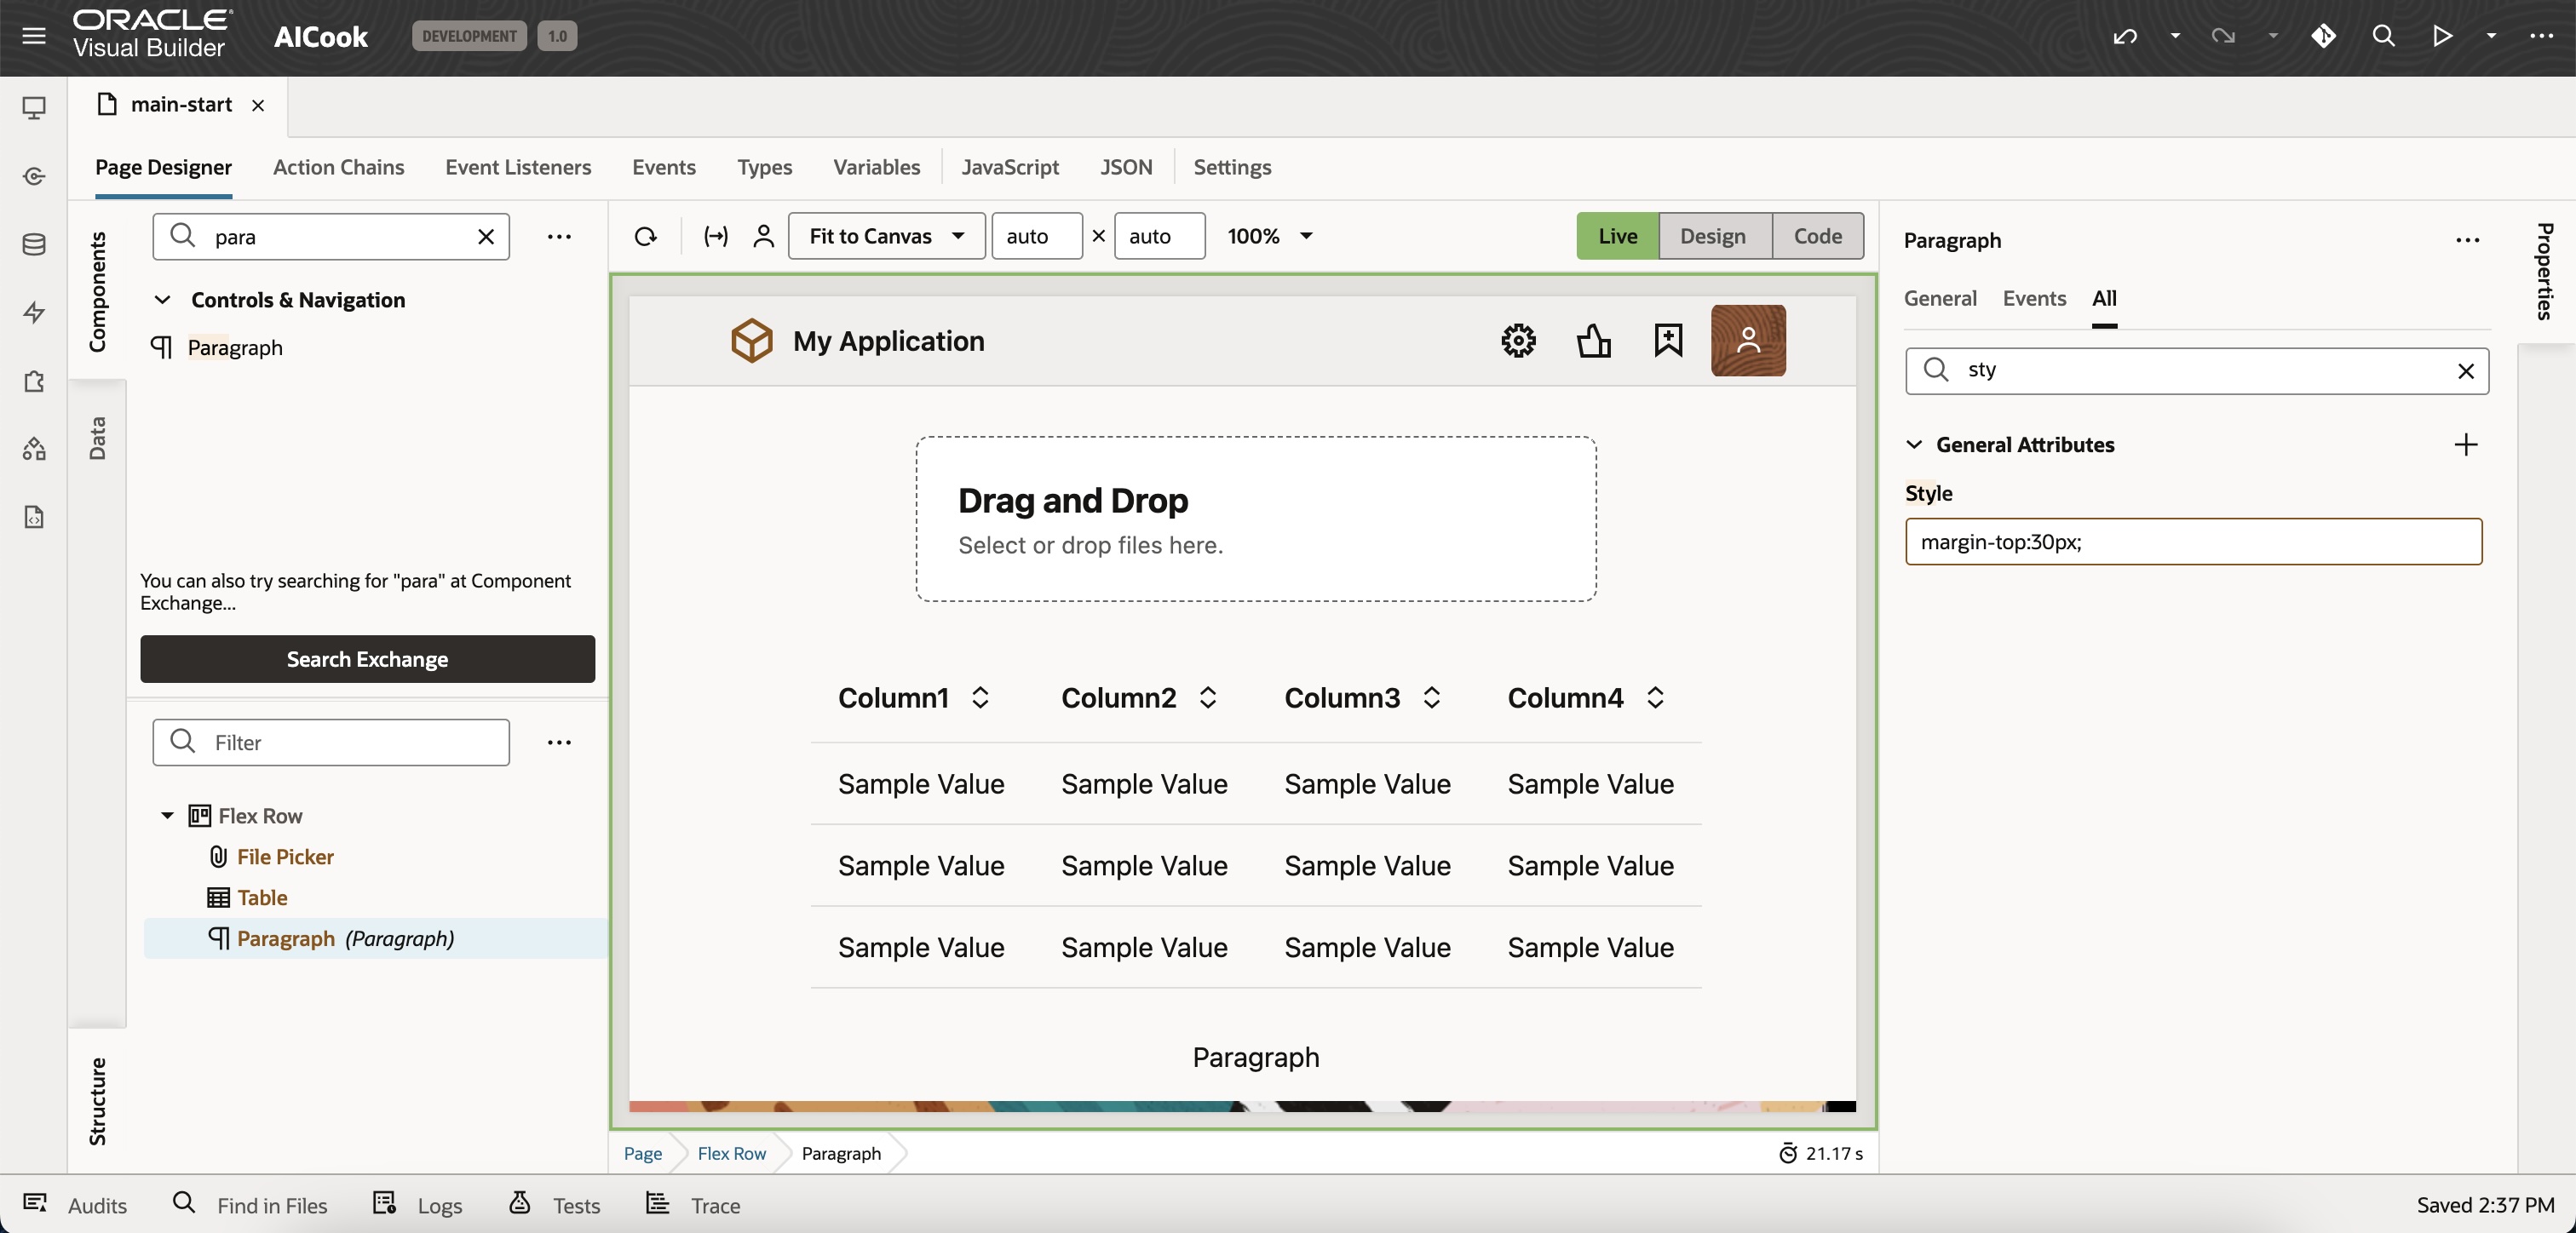 ORACLE
Visual Builder
AICook
DEVELOPMENT
1.0
main-start
Page Designer
Action Chains
Event Listeners
Events
Types
Variables
JavaScript
JSON
Settings
Components
Data
para
Controls & Navigation
Paragraph
You can also try searching for "para" at Component
Exchange...
Search Exchange
Structure
Filter
Flex Row
File Picker
Table
Paragraph (Paragraph)
Fit to Canvas
auto
auto
100%
Live
Design
Code
My Application
Drag and Drop
Select or drop files here.
Column1 Column2 Column3 Column4
Sample Value Sample Value Sample Value Sample Value
Sample Value Sample Value Sample Value Sample Value
Sample Value Sample Value Sample Value Sample Value
Paragraph
Page
Flex Row
Paragraph
21.17 s
Paragraph
General
Events
All
sty
General Attributes
Style
margin-top:30px;
Properties
Audits
Find in Files
Logs
Tests
Trace
Saved 2:37 PM